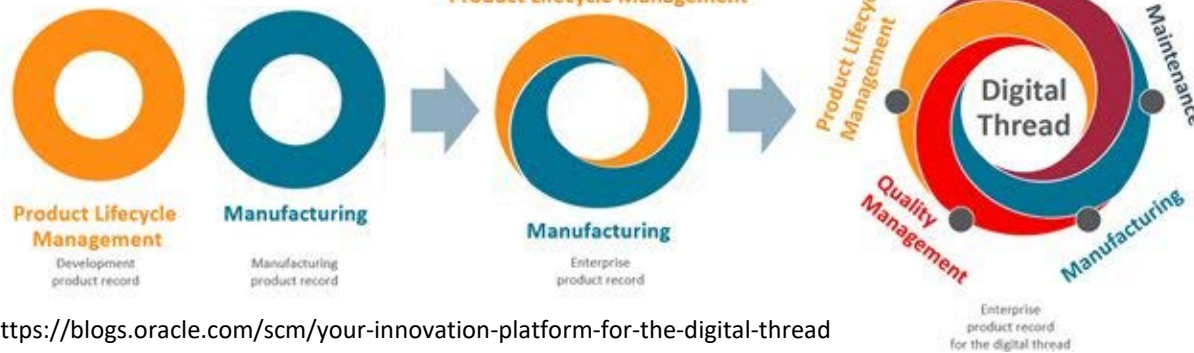 Product Lifecycle Management
Product Lifecycle
Management
Development
product record
Manufacturing
Manufacturing
product record
Manufacturing
Enterprise
product record
Product Lifecycle
Management
Digital
Thread
Maintenance
Quality
Management
Manufacturing
Enterprise
product record
for the digital thread
ttps://blogs.oracle.com/scm/your-innovation-platform-for-the-digital-thread